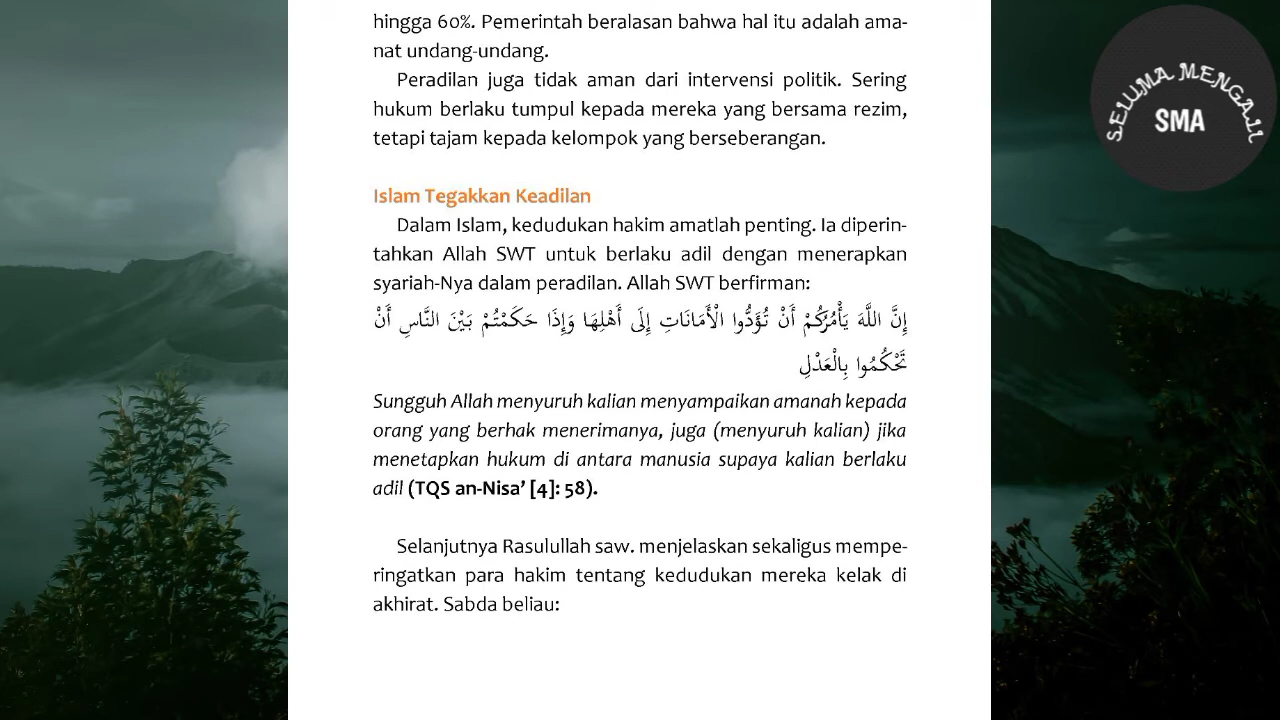 hingga 60%. Pemerintah beralasan bahwa hal itu adalah ama-
nat undang-undang.
Peradilan juga tidak aman dari intervensi politik. Sering
hukum berlaku tumpul kepada mereka yang bersama rezim,
tetapi tajam kepada kelompok yang berseberangan.
Islam Tegakkan Keadilan
Dalam Islam, kedudukan hakim amatlah penting. Ia diperin-
tahkan Allah SWT untuk berlaku adil dengan menerapkan
syariah-Nya dalam peradilan. Allah SWT berfirman:
إِنَّ اللَّهَ يَأْمُرُكُمْ أَنْ تُؤَدُّوا الْأَمَانَاتِ إِلَى أَهْلِهَا وَإِذَا حَكَمْتُمْ بَيْنَ النَّاسِ أَنْ
تَحْكُمُوا بِالْعَدْلِ
Sungguh Allah menyuruh kalian menyampaikan amanah kepada
orang yang berhak menerimanya, juga (menyuruh kalian) jika
menetapkan hukum di antara manusia supaya kalian berlaku
adil (TQS an-Nisa’ [4]: 58).
Selanjutnya Rasulullah saw. menjelaskan sekaligus mempe-
ringatkan para hakim tentang kedudukan mereka kelak di
akhirat. Sabda beliau:
SELUMA MENGAJI
SMA